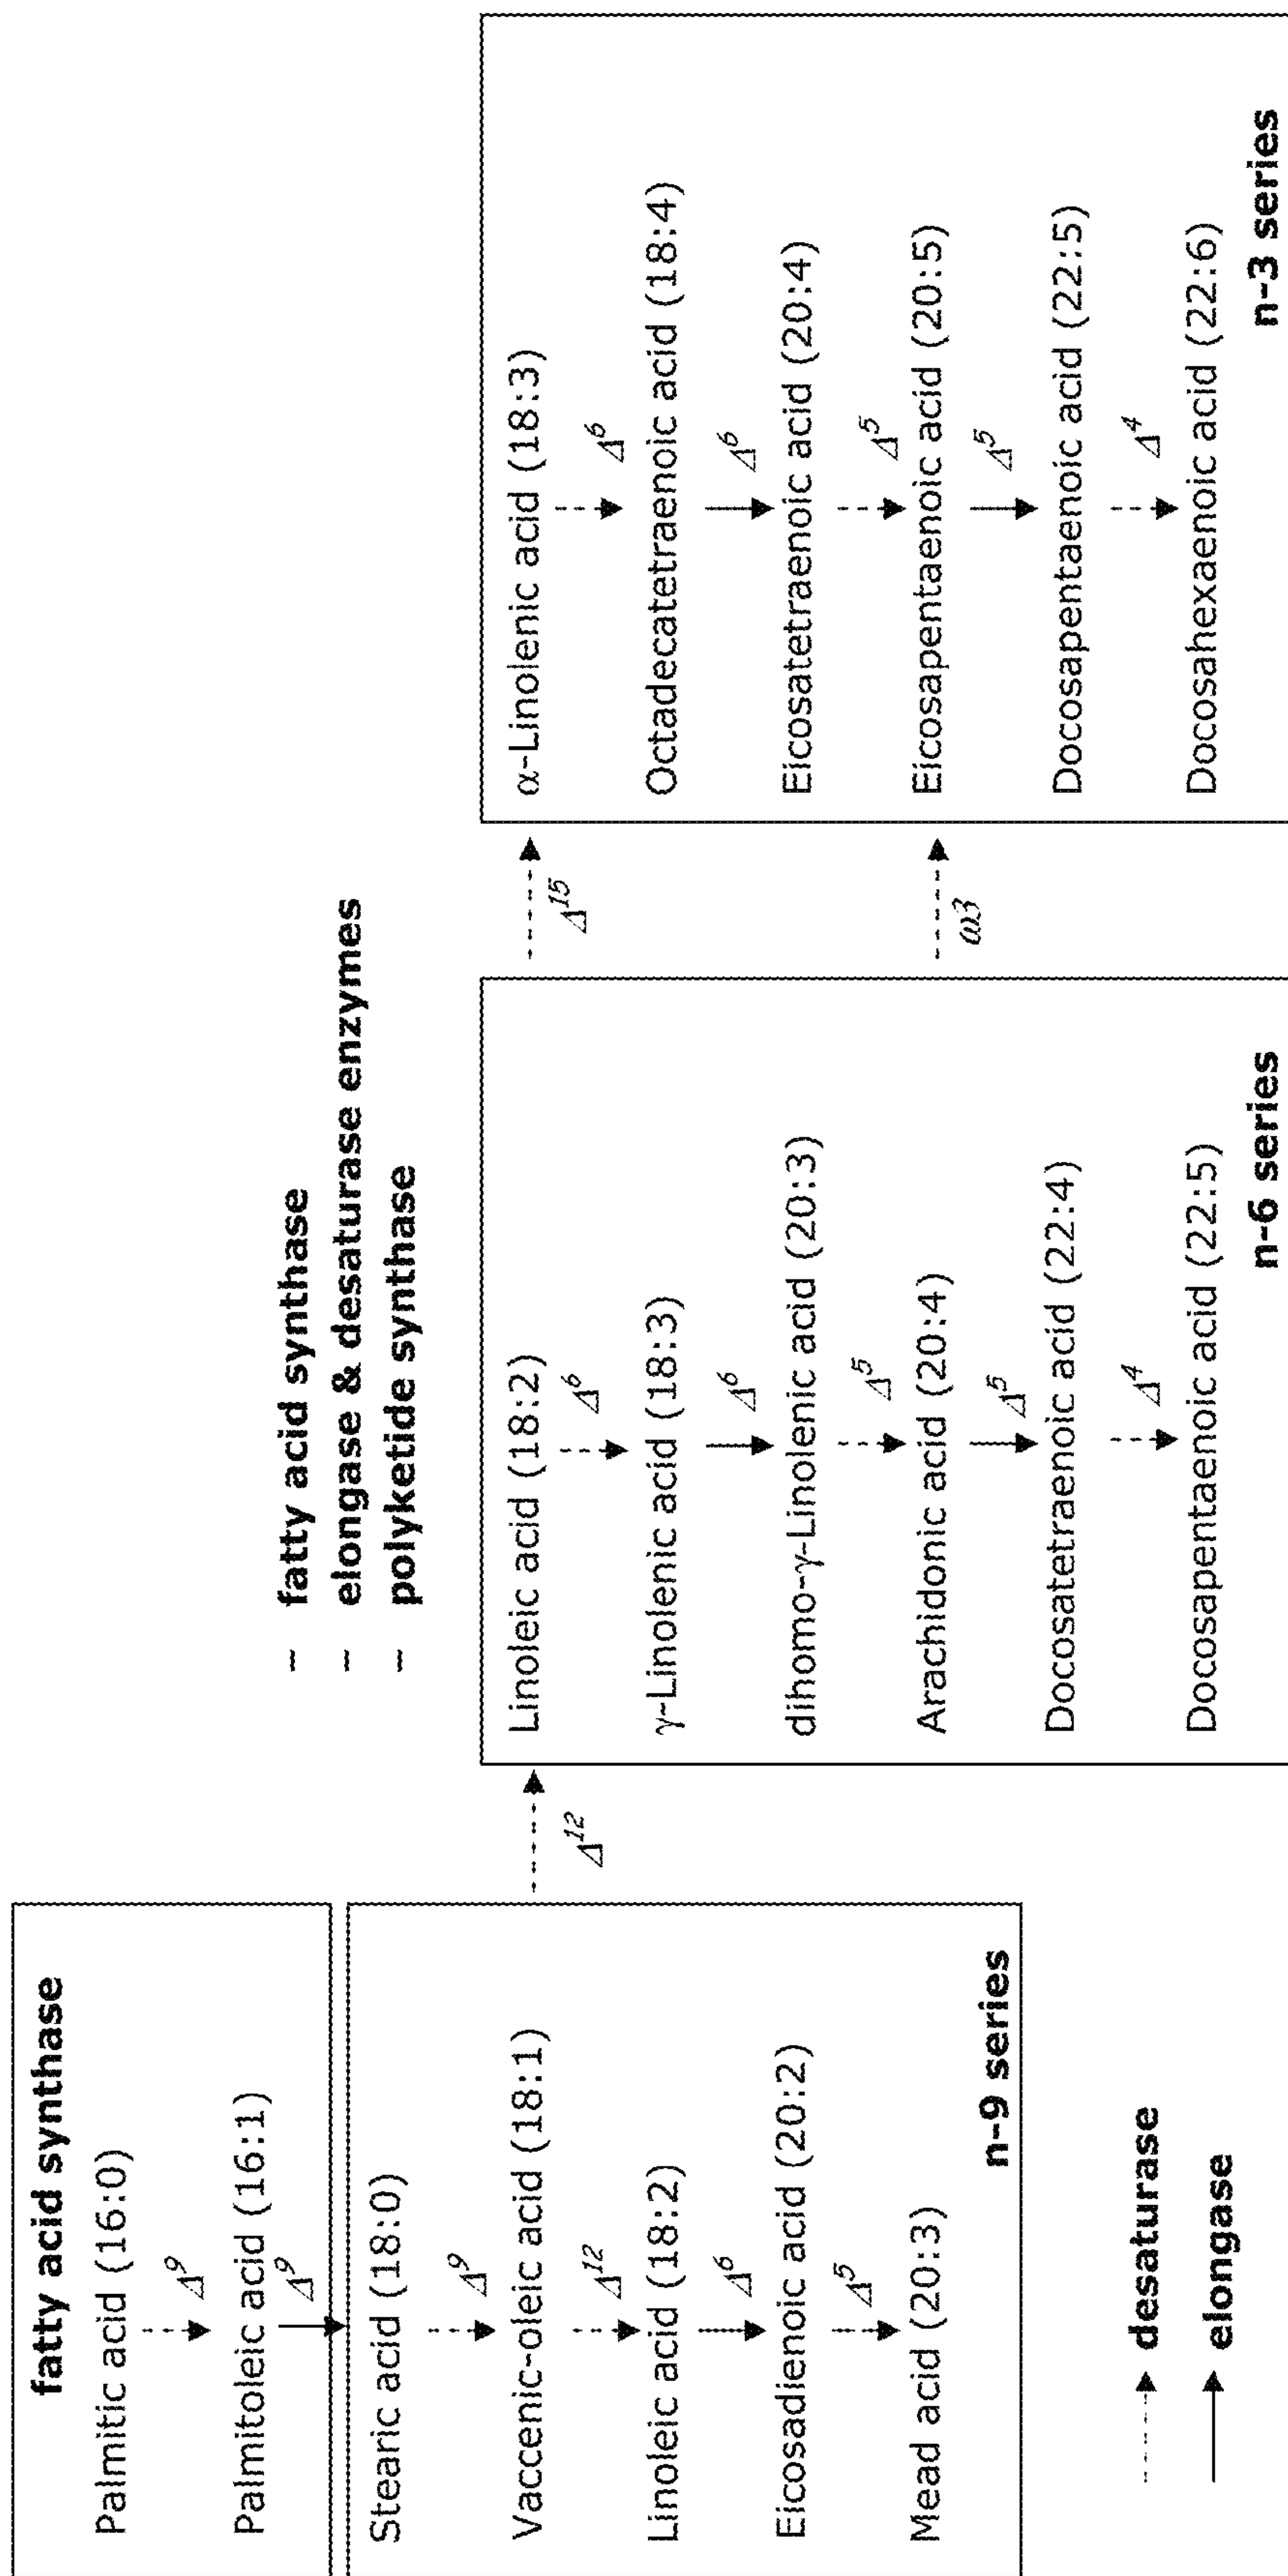 fatty acid synthase
Palmitic acid (16:0)
Δ9
Palmitoleic acid (16:1)
Δ9
Stearic acid (18:0)
Δ9
Vaccenic-oleic acid (18:1)
Δ12
Linoleic acid (18:2)
Δ6
Eicosadienoic acid (20:2)
Δ5
Mead acid (20:3)
n-9 series
desaturase
elongase
Δ12
– fatty acid synthase
– elongase & desaturase enzymes
– polyketide synthase
Linoleic acid (18:2)
Δ6
γ-Linolenic acid (18:3)
Δ6
dihomo-γ-Linolenic acid (20:3)
Δ5
Arachidonic acid (20:4)
Δ5
Docosatetraenoic acid (22:4)
Δ4
Docosapentaenoic acid (22:5)
n-6 series
Δ15
ω3
α-Linolenic acid (18:3)
Δ6
Octadecatetraenoic acid (18:4)
Δ6
Eicosatetraenoic acid (20:4)
Δ5
Eicosapentaenoic acid (20:5)
Δ5
Docosapentaenoic acid (22:5)
Δ4
Docosahexaenoic acid (22:6)
n-3 series